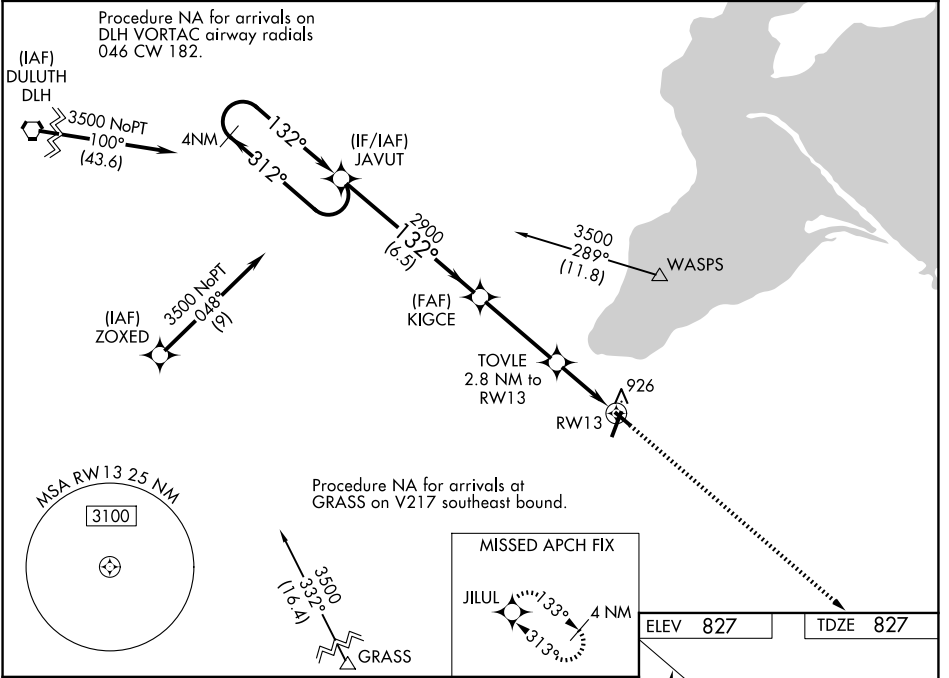 Procedure NA for arrivals on
DLH VORTAC airway radials
046 CW 182.
(IAF)
DULUTH
DLH
3500 NoPT
100°
(43.6)
4NM
132°
312°
(IF/IAF)
JAVUT
2900
132°
(6.5)
3500
289°
(11.8)
WASPS
(IAF)
ZOXED
3500 NoPT
048°
(9)
(FAF)
KIGCE
TOVLE
2.8 NM to
RW13
926
RW13
MSA RW13 25 NM
3100
Procedure NA for arrivals at
GRASS on V217 southeast bound.
3500
332°
(16.4)
GRASS
MISSED APCH FIX
JILUL
133°
313°
4 NM
ELEV 827
TDZE 827